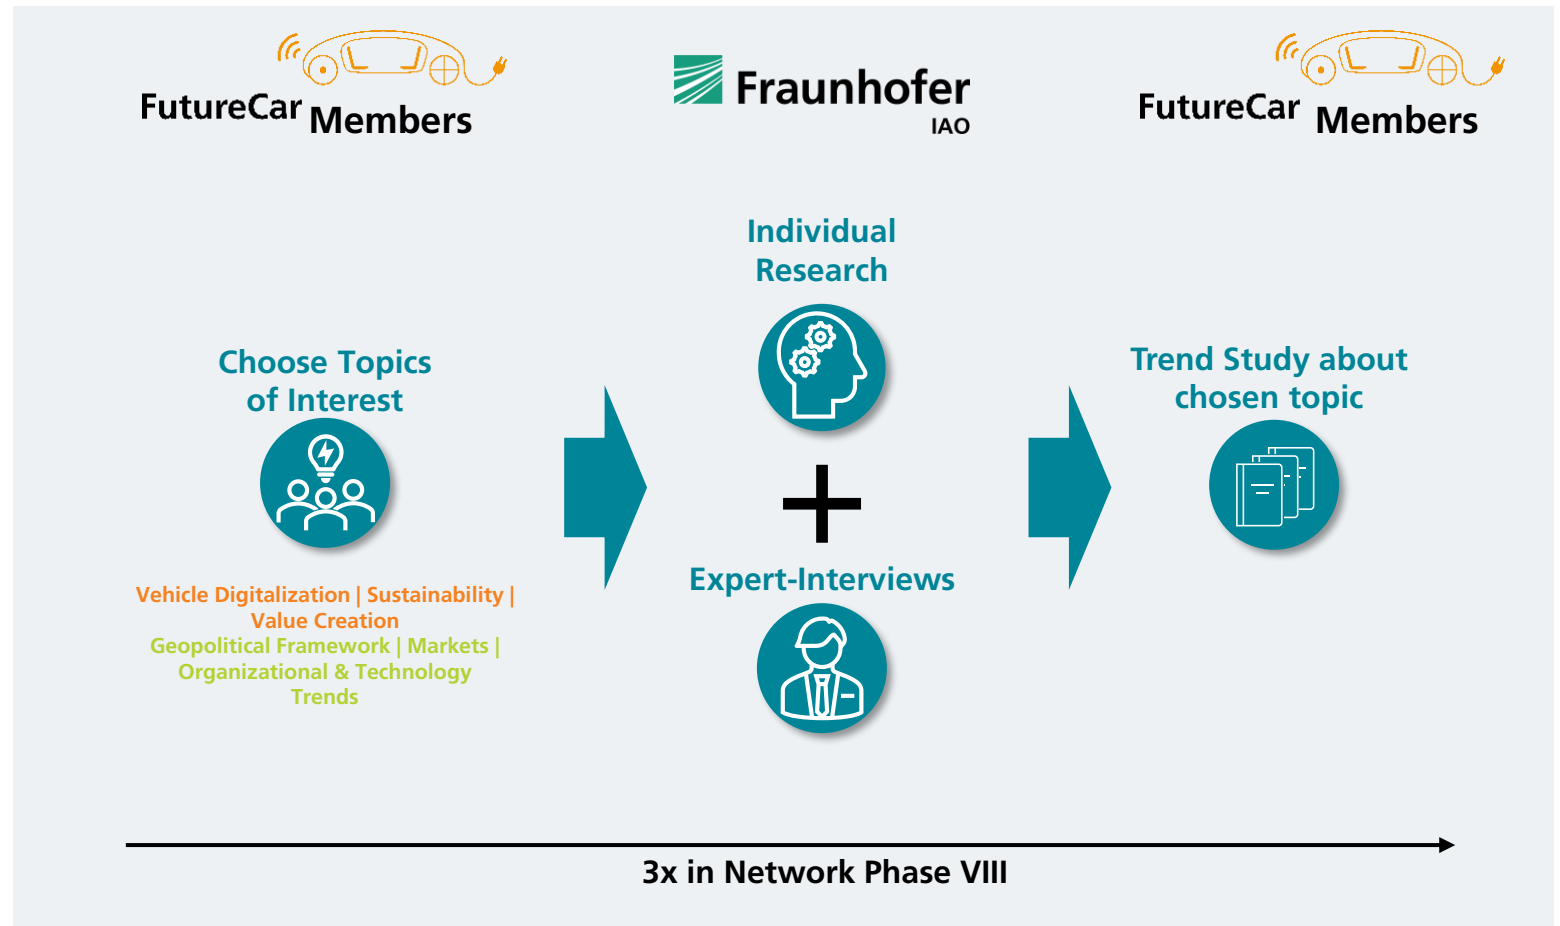 FutureCar Members
Fraunhofer
IAO
FutureCar Members
Choose Topics
of Interest
Vehicle Digitalization | Sustainability |
Value Creation
Geopolitical Framework | Markets |
Organizational & Technology
Trends
Individual
Research
Expert-Interviews
Trend Study about
chosen topic
3x in Network Phase VIII